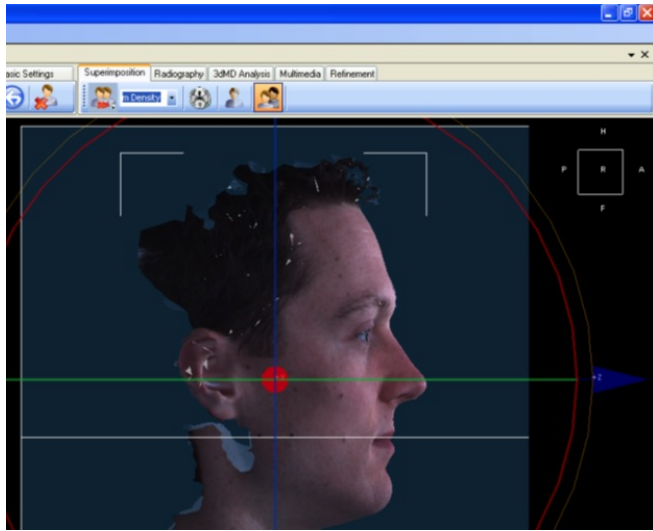 asic Settings Superimposition Radiography 3dMD Analysis Multimedia Refinement
n Density
H
P R A
F
+Z